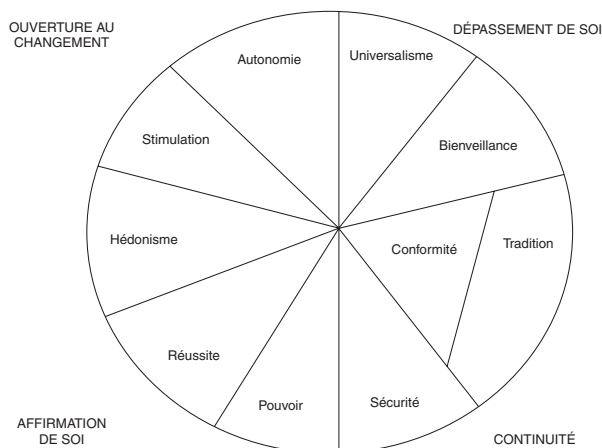 OUVERTURE AU
CHANGEMENT
DÉPASSEMENT DE SOI
Autonomie
Universalisme
Stimulation
Bienveillance
Hédonisme
Conformité
Tradition
Réussite
Pouvoir
Sécurité
AFFIRMATION
DE SOI
CONTINUITÉ